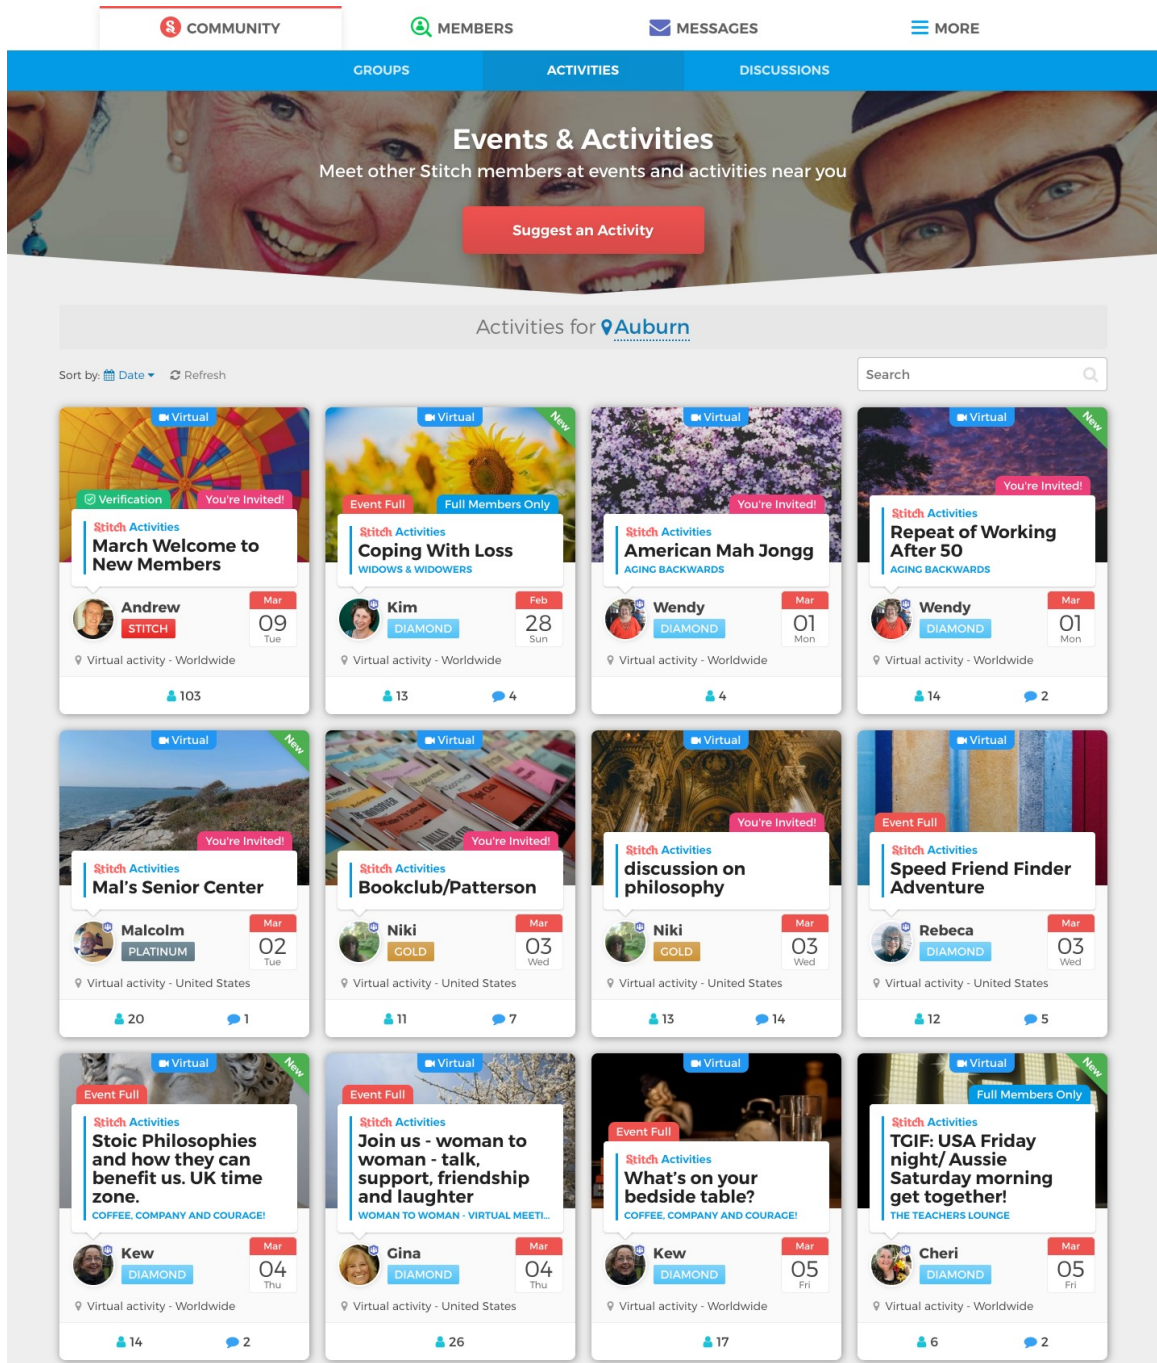 COMMUNITY
MEMBERS
MESSAGES
MORE
GROUPS
ACTIVITIES
DISCUSSIONS
Events & Activities
Meet other Stitch members at events and activities near you
Suggest an Activity
Activities for Auburn
Sort by: Date
Refresh
Search
Virtual
Verification
You're Invited!
Stitch Activities
March Welcome to
New Members
Andrew
STITCH
Mar
09
Tue
Virtual activity - Worldwide
103
Virtual
New
Event Full
Full Members Only
Stitch Activities
Coping With Loss
WIDOWS & WIDOWERS
Kim
DIAMOND
Feb
28
Sun
Virtual activity - Worldwide
13
4
Virtual
You're Invited!
Stitch Activities
American Mah Jongg
AGING BACKWARDS
Wendy
DIAMOND
Mar
01
Mon
Virtual activity - Worldwide
4
Virtual
New
You're Invited!
Stitch Activities
Repeat of Working
After 50
AGING BACKWARDS
Wendy
DIAMOND
Mar
01
Mon
Virtual activity - Worldwide
14
2
Virtual
New
You're Invited!
Stitch Activities
Mal's Senior Center
Malcolm
PLATINUM
Mar
02
Tue
Virtual activity - United States
20
1
Virtual
You're Invited!
Stitch Activities
Bookclub/Patterson
Niki
GOLD
Mar
03
Wed
Virtual activity - United States
11
7
Virtual
You're Invited!
Stitch Activities
discussion on
philosophy
Niki
GOLD
Mar
03
Wed
Virtual activity - United States
13
14
Virtual
Event Full
Stitch Activities
Speed Friend Finder
Adventure
Rebeca
DIAMOND
Mar
03
Wed
Virtual activity - United States
12
5
Virtual
New
Event Full
Stitch Activities
Stoic Philosophies
and how they can
benefit us. UK time
zone.
COFFEE, COMPANY AND COURAGE!
Kew
DIAMOND
Mar
04
Thu
Virtual activity - Worldwide
14
2
Virtual
Event Full
Stitch Activities
Join us - woman to
woman - talk,
support, friendship
and laughter
WOMAN TO WOMAN - VIRTUAL MEETI...
Gina
DIAMOND
Mar
04
Thu
Virtual activity - United States
26
Virtual
Event Full
Stitch Activities
What's on your
bedside table?
COFFEE, COMPANY AND COURAGE!
Kew
DIAMOND
Mar
05
Fri
Virtual activity - Worldwide
17
Virtual
New
Full Members Only
Stitch Activities
TGIF: USA Friday
night/ Aussie
Saturday morning
get together!
THE TEACHERS LOUNGE
Cheri
DIAMOND
Mar
05
Fri
Virtual activity - Worldwide
6
2